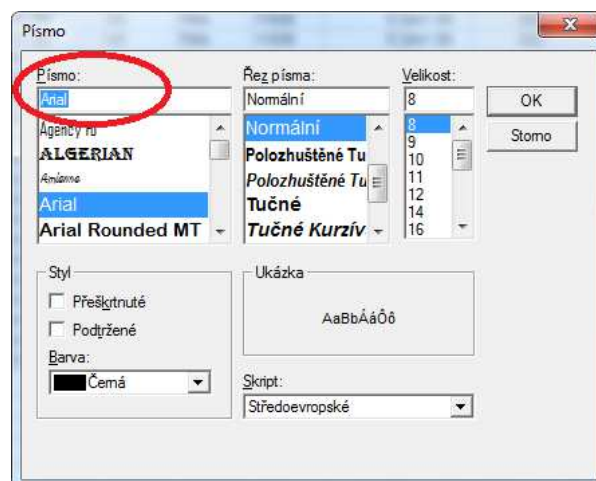 Písmo
Písmo:
Arial
Agency
ALGERIAN
Arial
Arial Rounded MT
Řez písma:
Normální
Normální
Polozhuštěné Tu
Polozhuštěné Tu
Tučné
Tučné Kurzív
Velikost:
8
8
9
10
11
12
14
16
OK
Storno
Styl
Přeškrtnuté
Podtržené
Barva:
Černá
Ukázka
AaBbÁáÔô
Skript:
Středoevropské